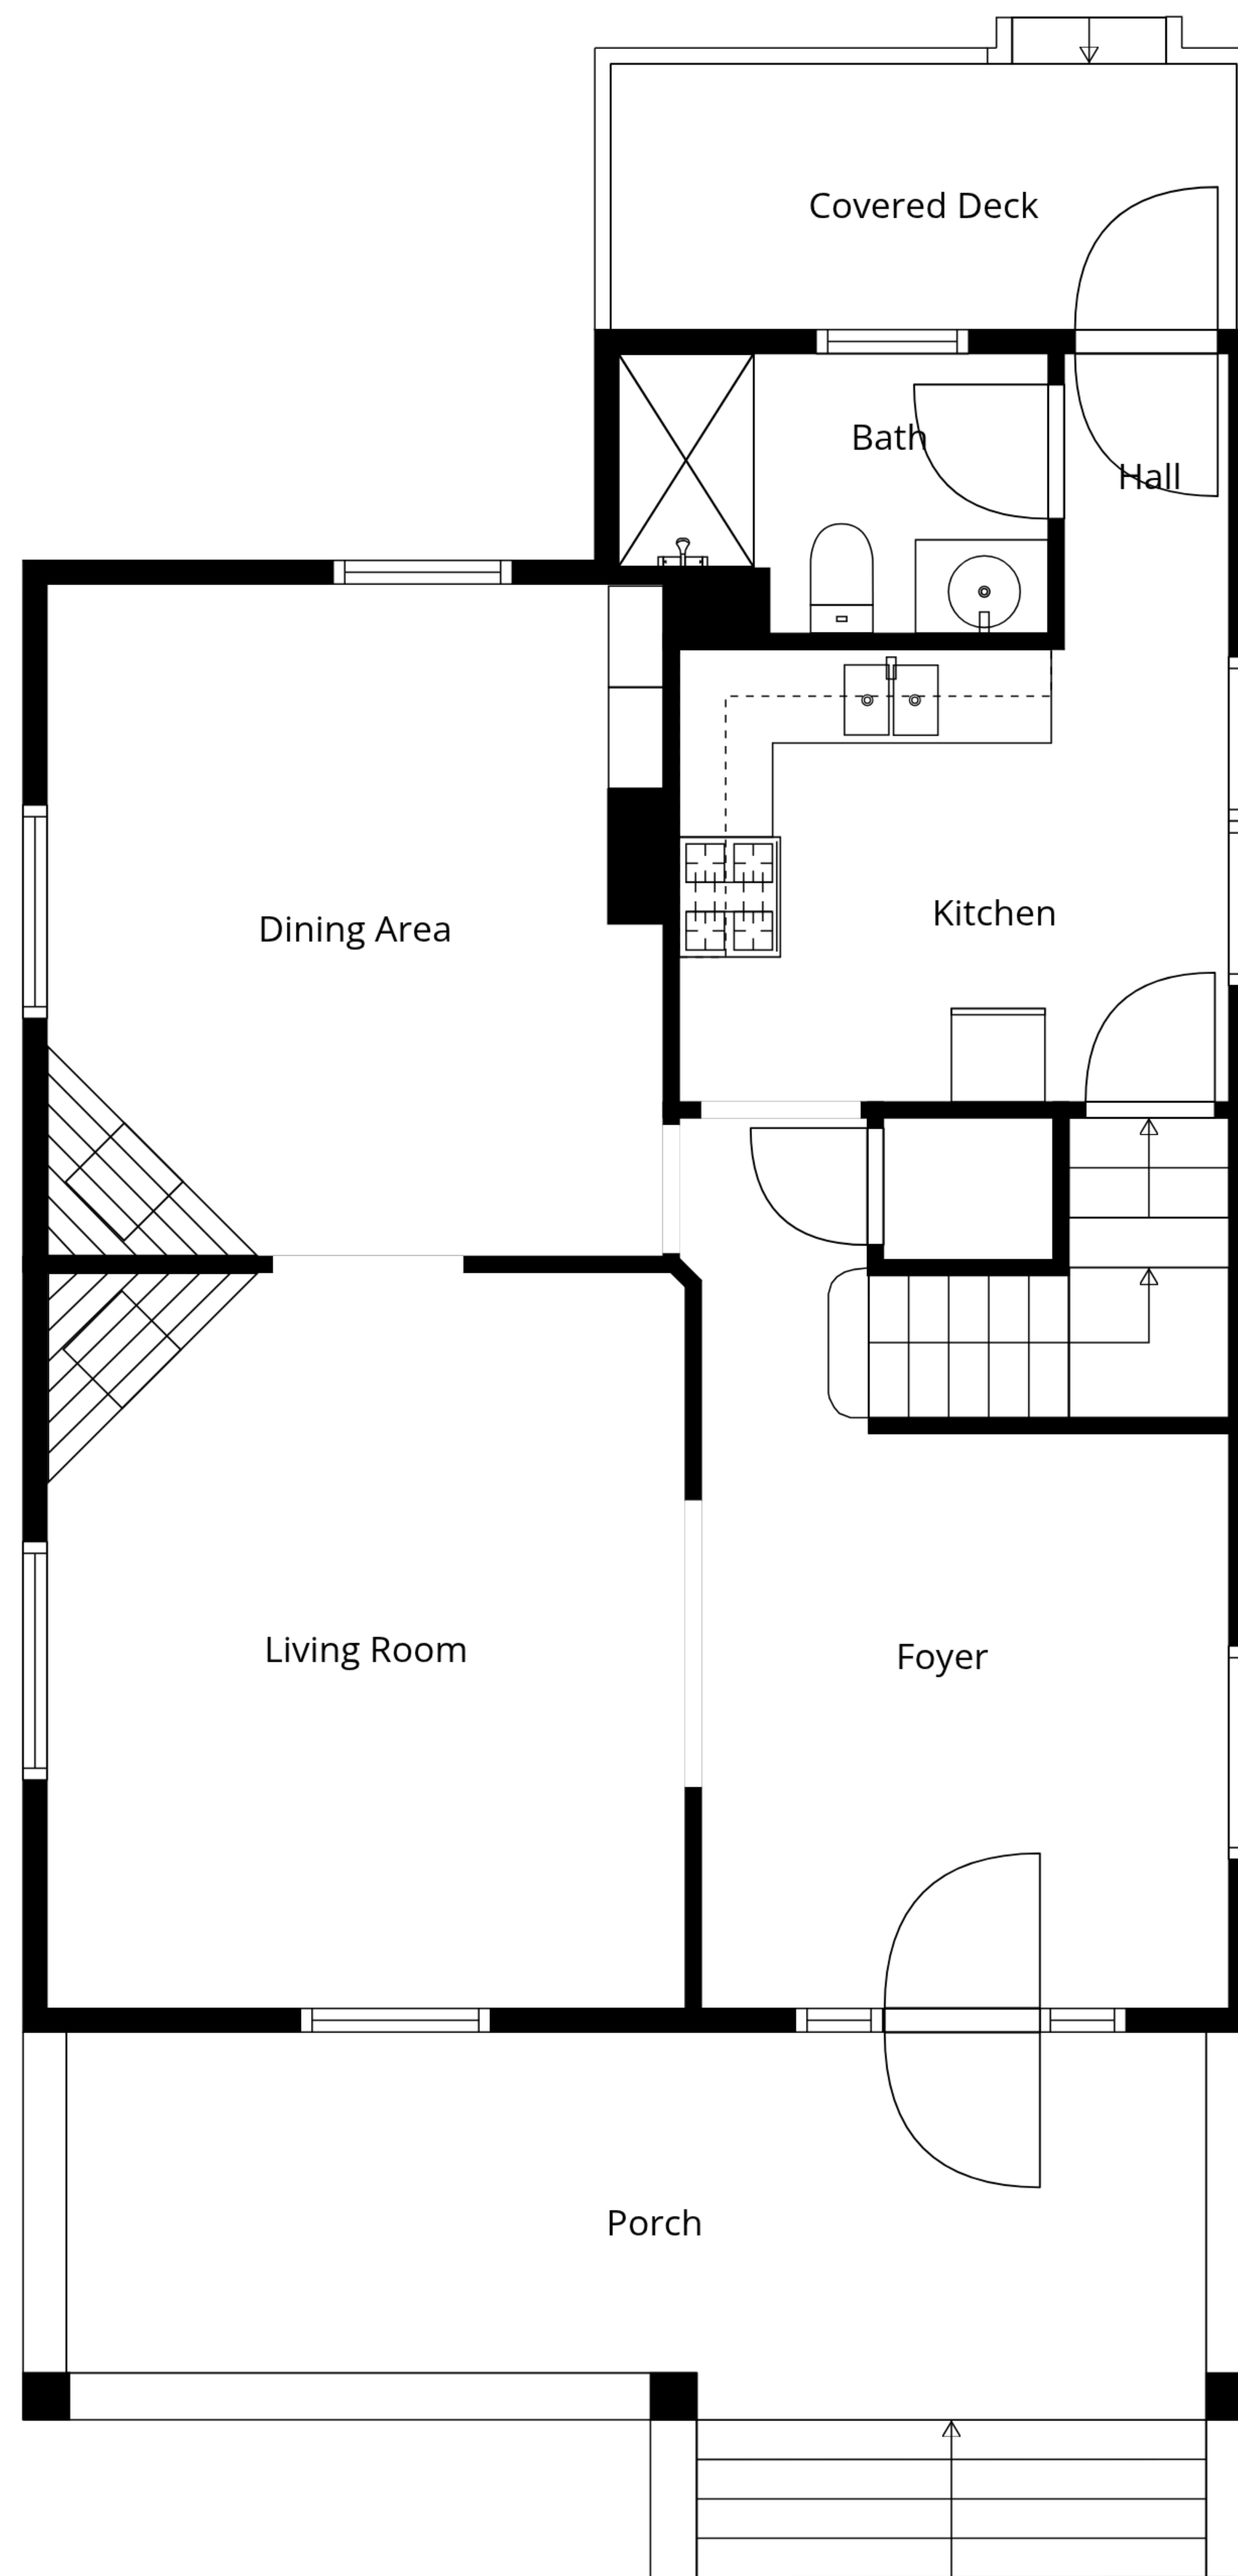 Covered Deck
Bath
Hall
Dining Area
Kitchen
Living Room
Foyer
Porch